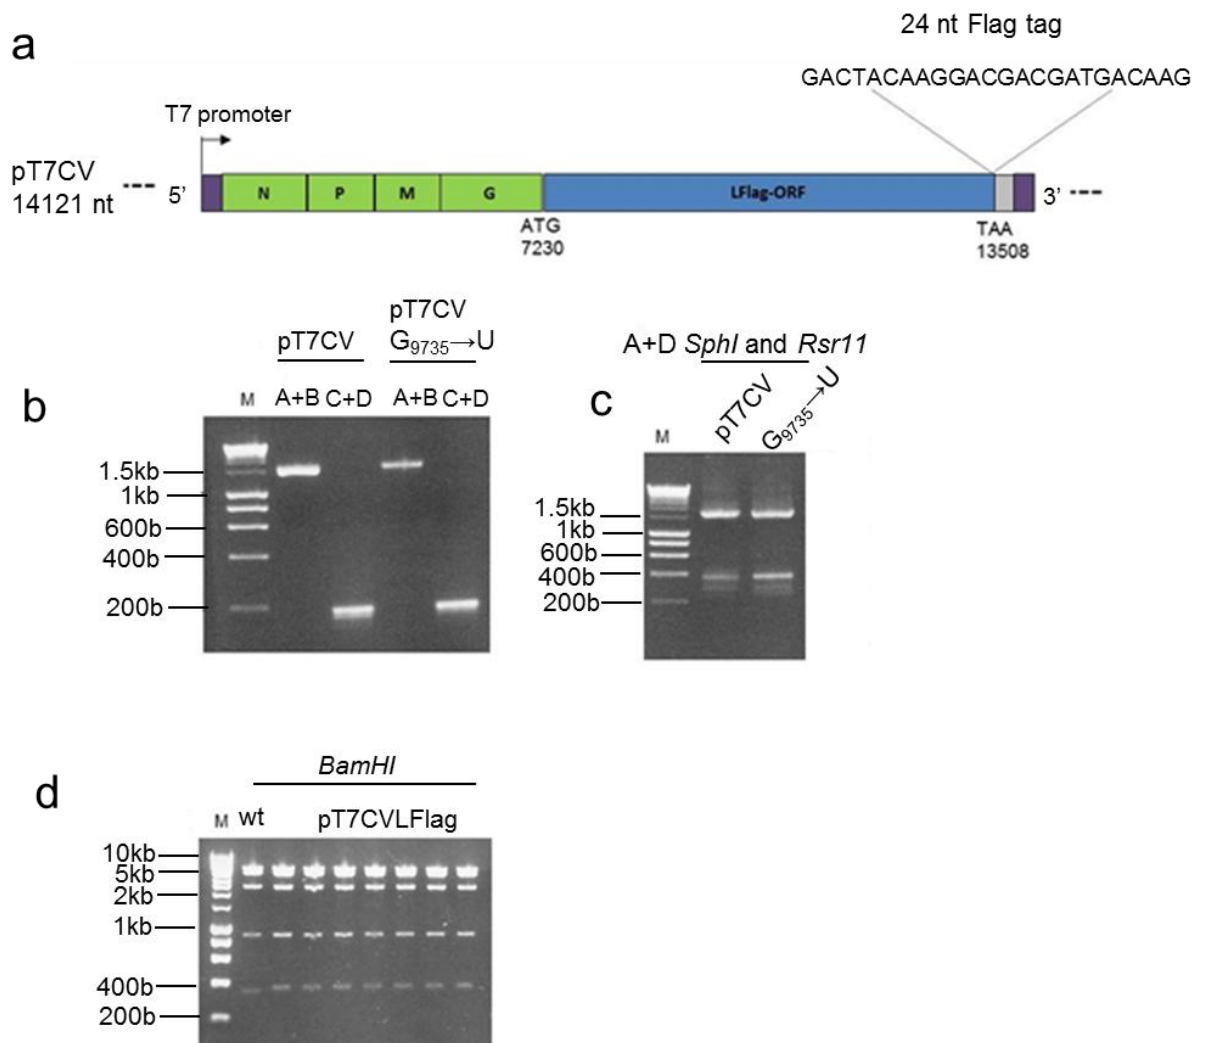 a
24 nt Flag tag
GACTACAAGGACGACGATGACAAG
T7 promoter
pT7CV
14121 nt
5’
N
P
M
G
LFlag-ORF
3’
ATG
7230
TAA
13508
b
pT7CV
pT7CV
G9735→U
M
A+B
C+D
A+B
C+D
1.5kb
1kb
600b
400b
200b
c
A+D SphI and Rsr11
pT7CV
G9735→U
M
1.5kb
1kb
600b
400b
200b
d
BamHI
M
wt
pT7CVLFlag
10kb
5kb
2kb
1kb
400b
200b